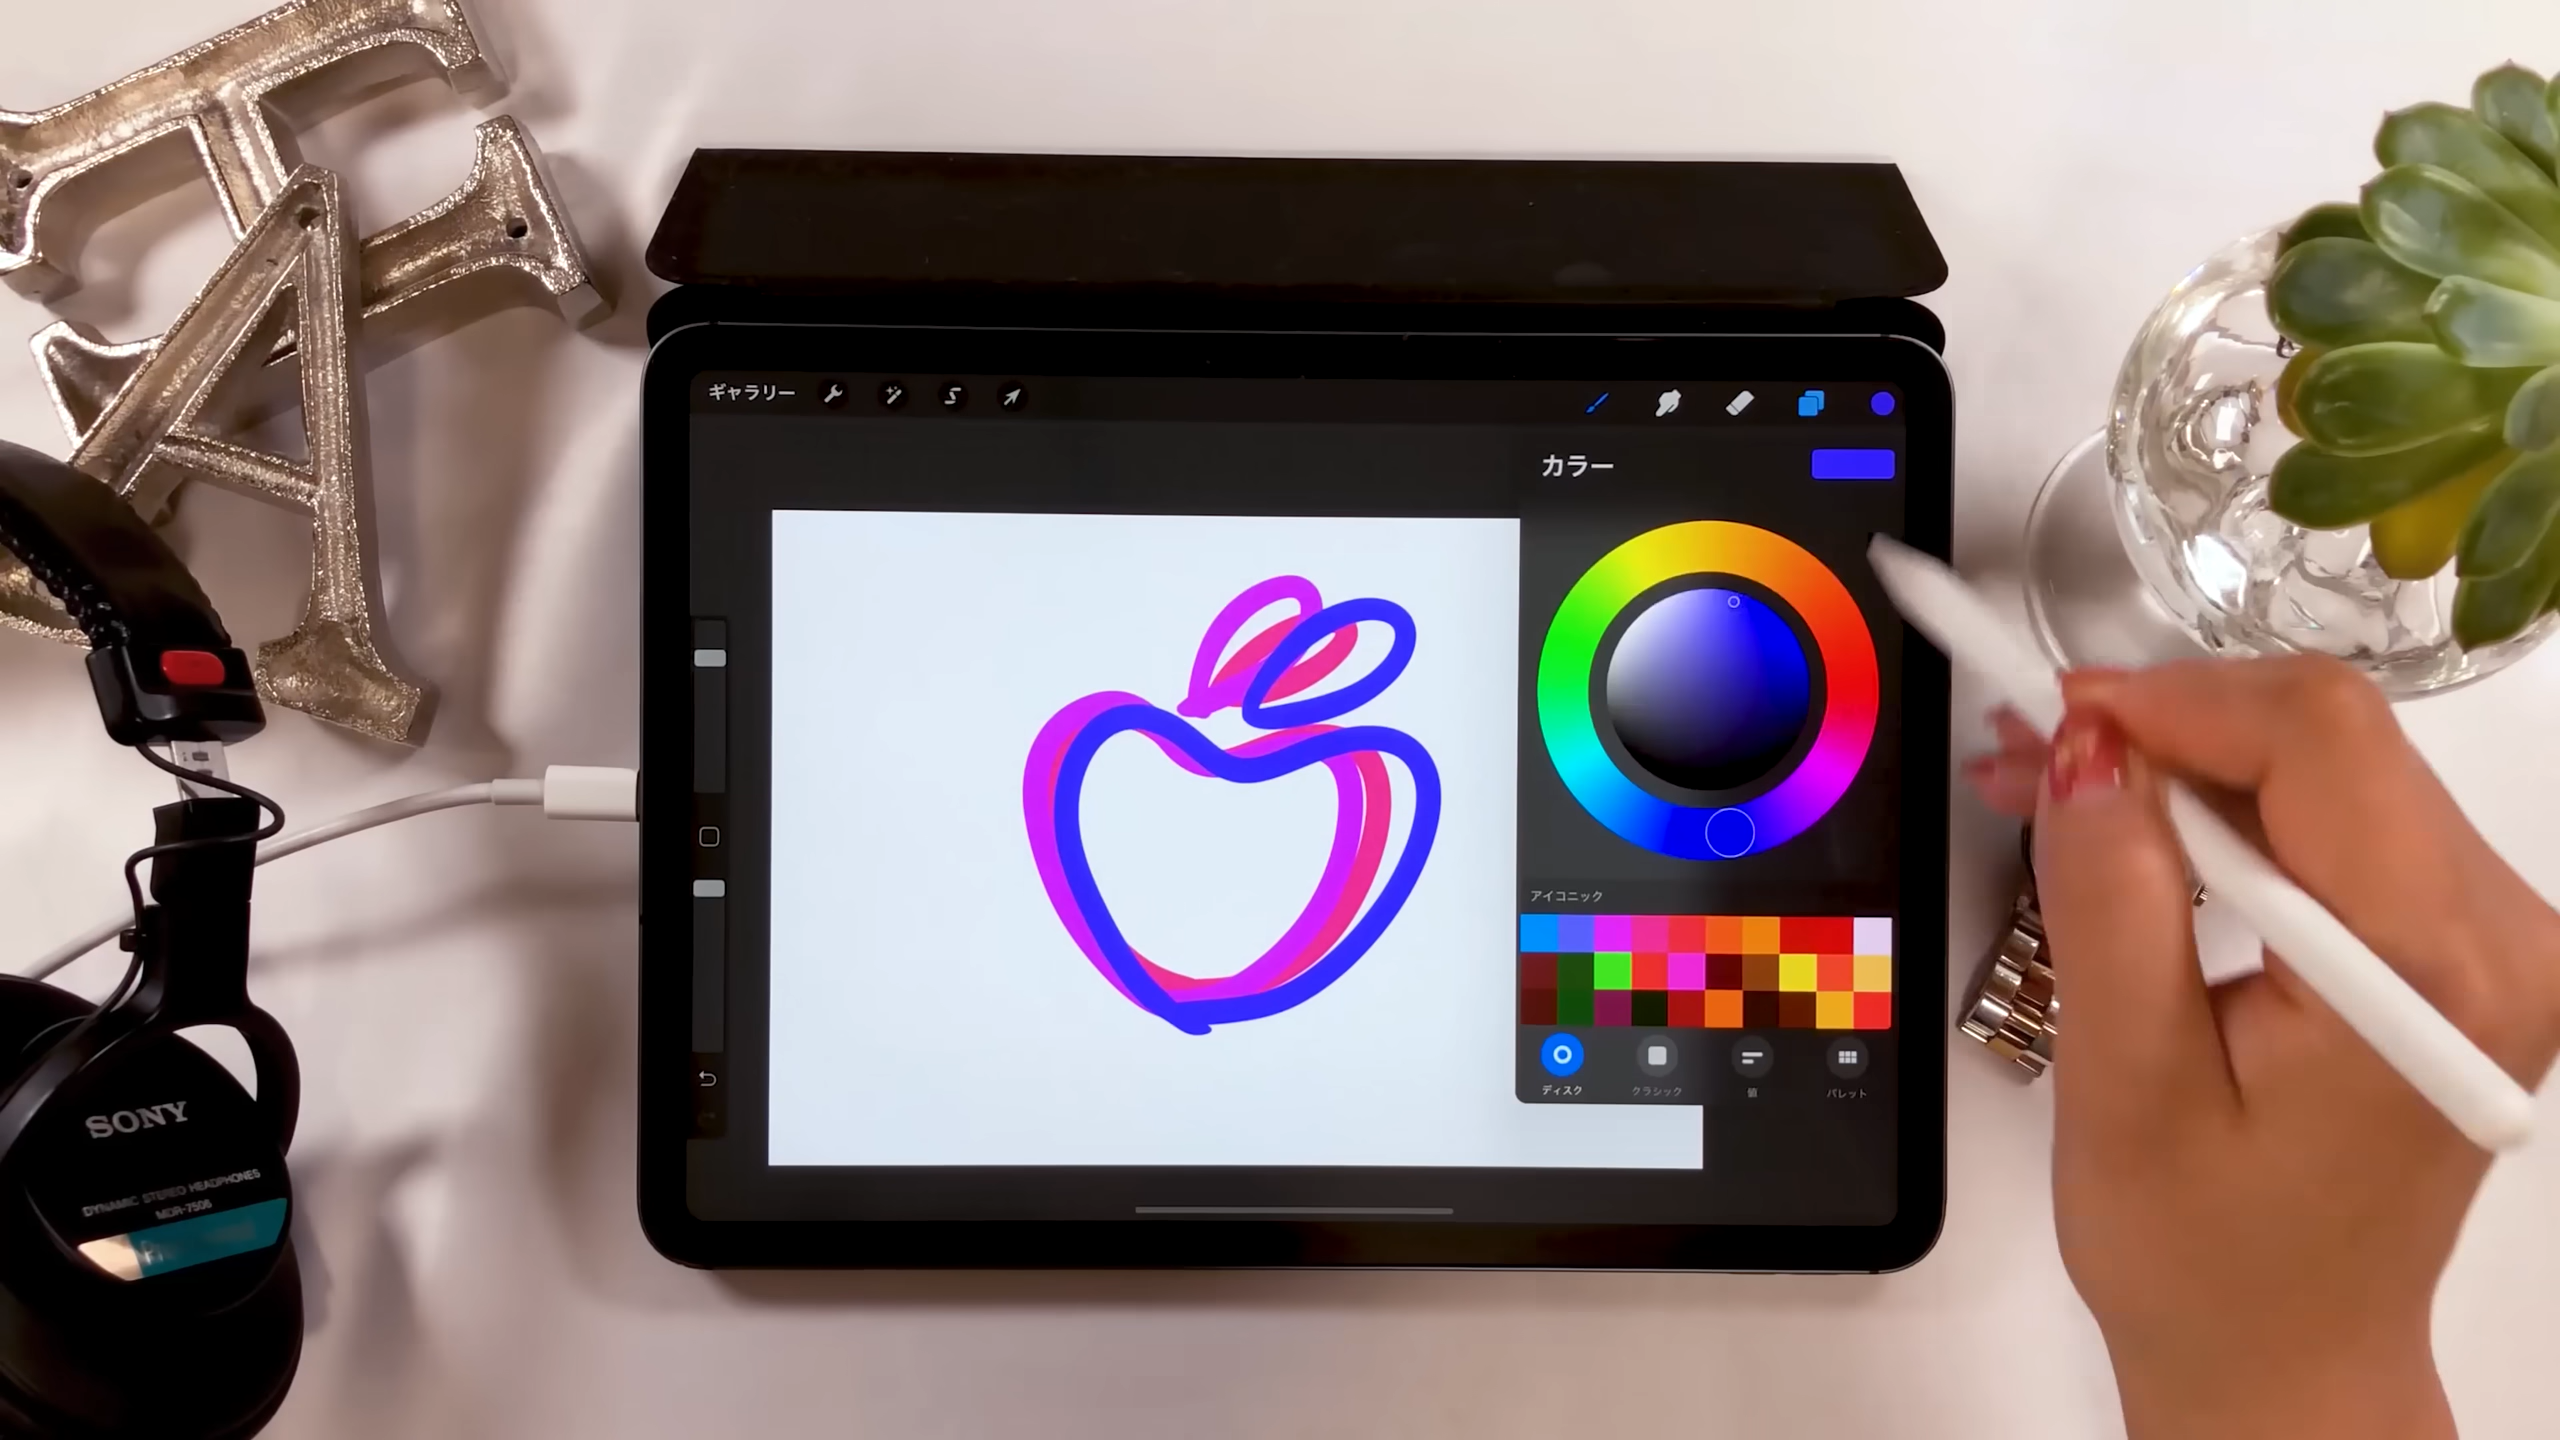 ギャラリー
カラー
アイコニック
ディスク
クラシック
値
パレット
SONY
DYNAMIC STEREO HEADPHONES
MDR-7506